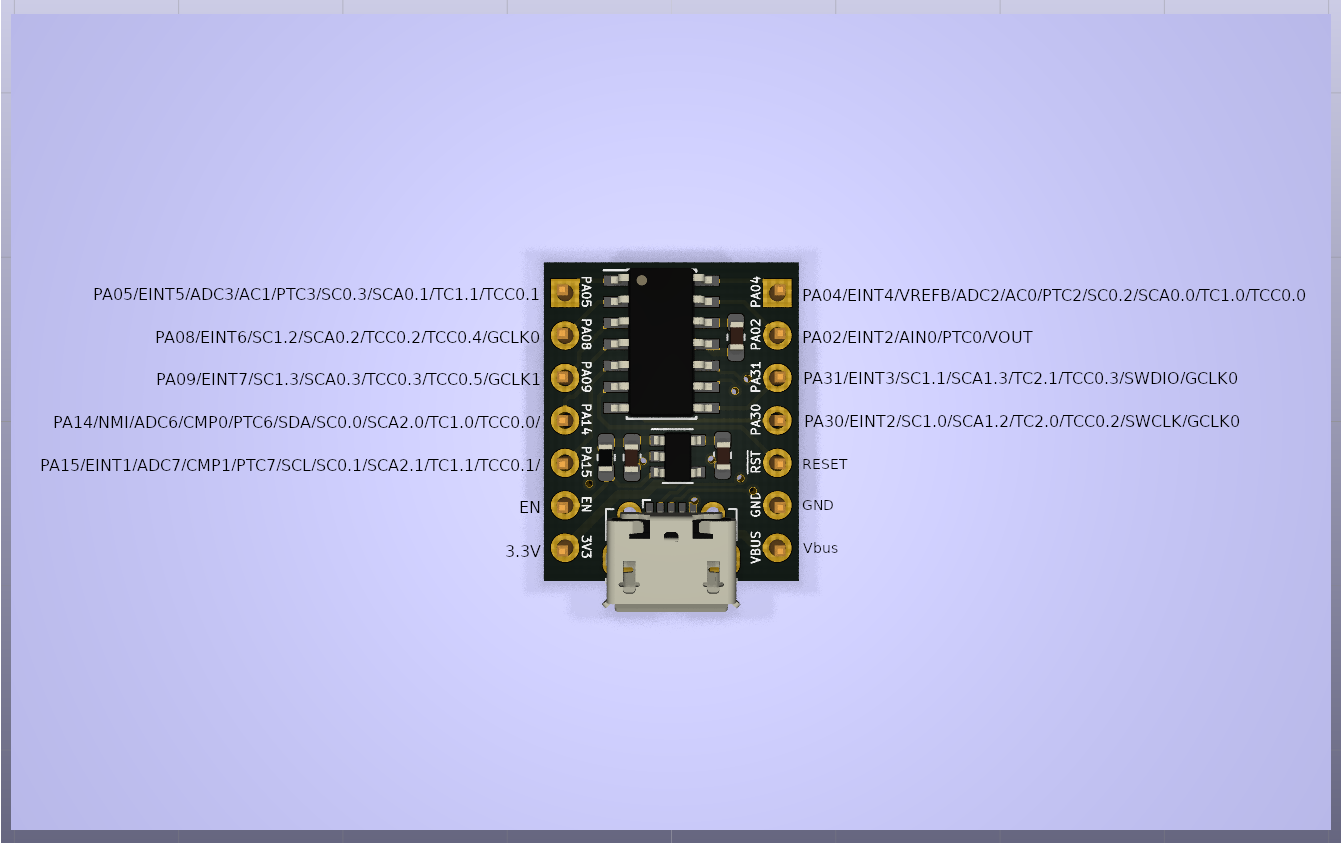 PA05/EINT5/ADC3/AC1/PTC3/SC0.3/SCA0.1/TC1.1/TCC0.1
PA08/EINT6/SC1.2/SCA0.2/TCC0.2/TCC0.4/GCLK0
PA09/EINT7/SC1.3/SCA0.3/TCC0.3/TCC0.5/GCLK1
PA14/NMI/ADC6/CMP0/PTC6/SDA/SC0.0/SCA2.0/TC1.0/TCC0.0/
PA15/EINT1/ADC7/CMP1/PTC7/SCL/SC0.1/SCA2.1/TC1.1/TCC0.1/
EN
3.3V
PA05
PA08
PA09
PA14
PA15
EN
3V3
PA04
PA02
PA31
PA30
RST
GND
VBUS
PA04/EINT4/VREFB/ADC2/AC0/PTC2/SC0.2/SCA0.0/TC1.0/TCC0.0
PA02/EINT2/AIN0/PTC0/VOUT
PA31/EINT3/SC1.1/SCA1.3/TC2.1/TCC0.3/SWDIO/GCLK0
PA30/EINT2/SC1.0/SCA1.2/TC2.0/TCC0.2/SWCLK/GCLK0
RESET
GND
Vbus